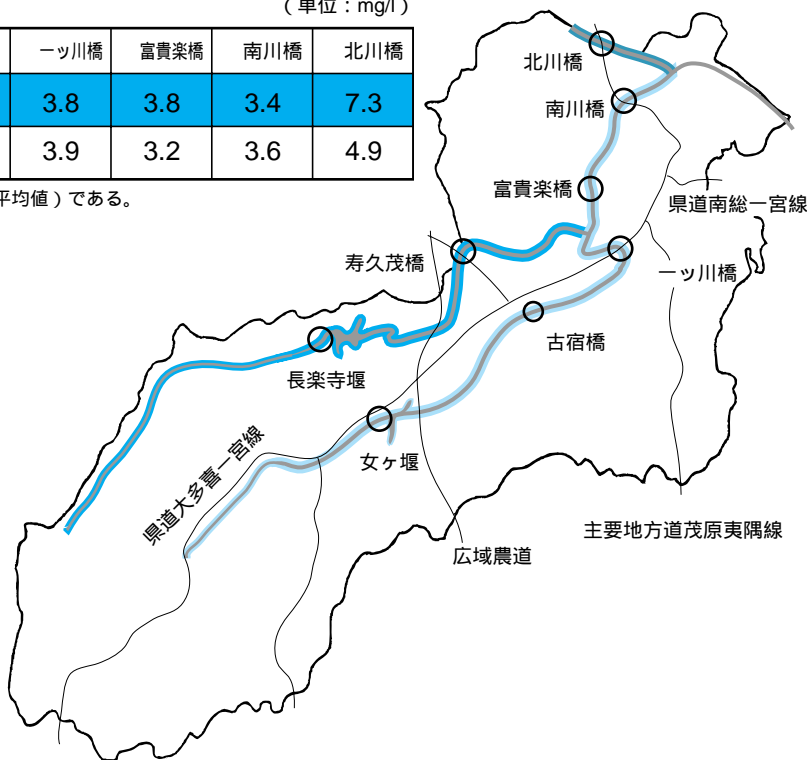 （単位：mg/l）
一ッ川橋 富貴楽橋 南川橋 北川橋
3.8 3.8 3.4 7.3
3.9 3.2 3.6 4.9
平均値）である。
北川橋
南川橋
富貴楽橋
県道南総一宮線
寿久茂橋
一ッ川橋
古宿橋
長楽寺堰
女ヶ堰
県道大多喜一宮線
主要地方道茂原夷隅線
広域農道